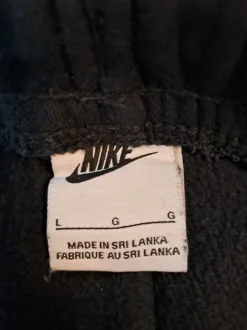 NIKE
L G G
MADE IN SRI LANKA
FABRIQUE AU SRI LANKA